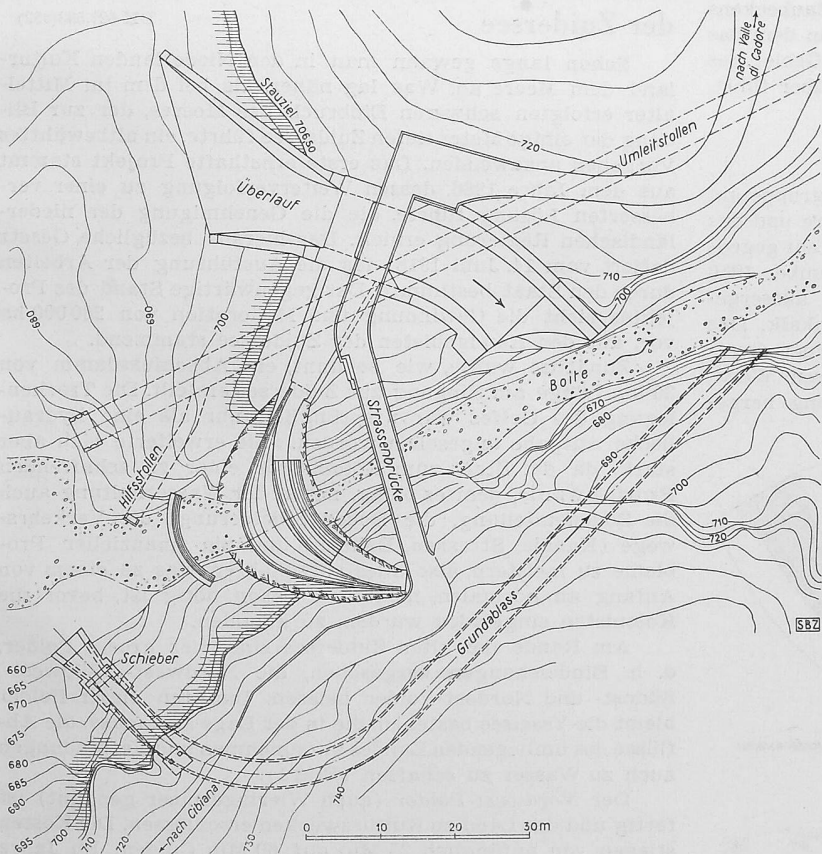 Stauziel 706.50
720
nach Valle
di Cadore
Umleitstollen
Überlauf
710
700
690
690
700
Boite
670
680
Strassenbrücke
690
Hilfsstollen
700
710
720
Grundablass
SBZ
Schieber
660
665
670
675
680
685
690
695
700
710
720
←nach Cibiana
730
740
0
10
20
30m